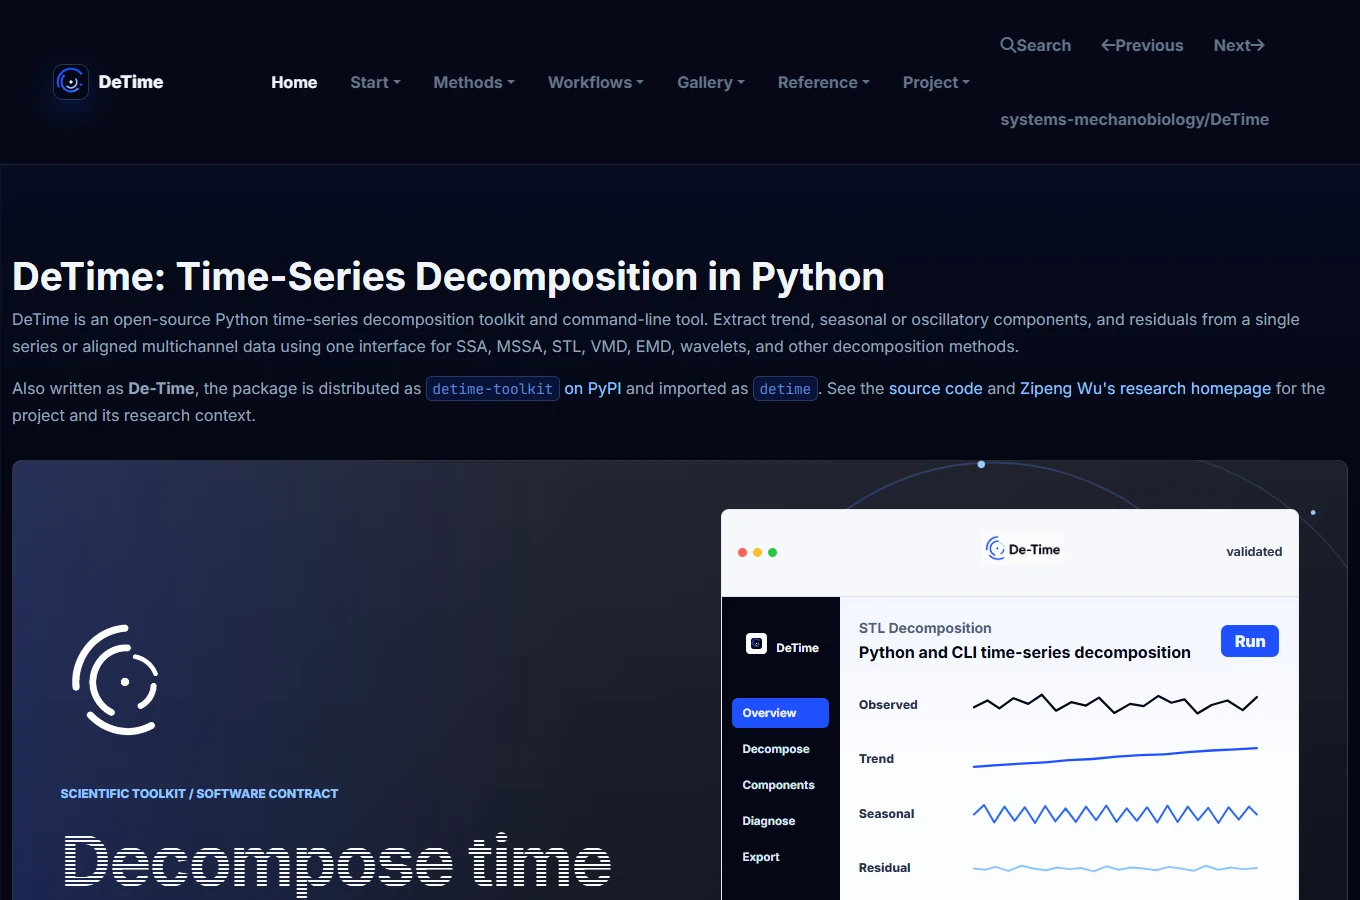 Search
Previous
Next
DeTime
Home
Start
Methods
Workflows
Gallery
Reference
Project
systems-mechanobiology/DeTime
DeTime: Time-Series Decomposition in Python
DeTime is an open-source Python time-series decomposition toolkit and command-line tool. Extract trend, seasonal or oscillatory components, and residuals from a single
series or aligned multichannel data using one interface for SSA, MSSA, STL, VMD, EMD, wavelets, and other decomposition methods.
Also written as De-Time, the package is distributed as detime-toolkit on PyPI and imported as detime. See the source code and Zipeng Wu's research homepage for the
project and its research context.
De-Time
validated
STL Decomposition
Python and CLI time-series decomposition
Run
DeTime
Overview
Decompose
Components
Diagnose
Export
Observed
Trend
Seasonal
Residual
SCIENTIFIC TOOLKIT / SOFTWARE CONTRACT
Decompose time